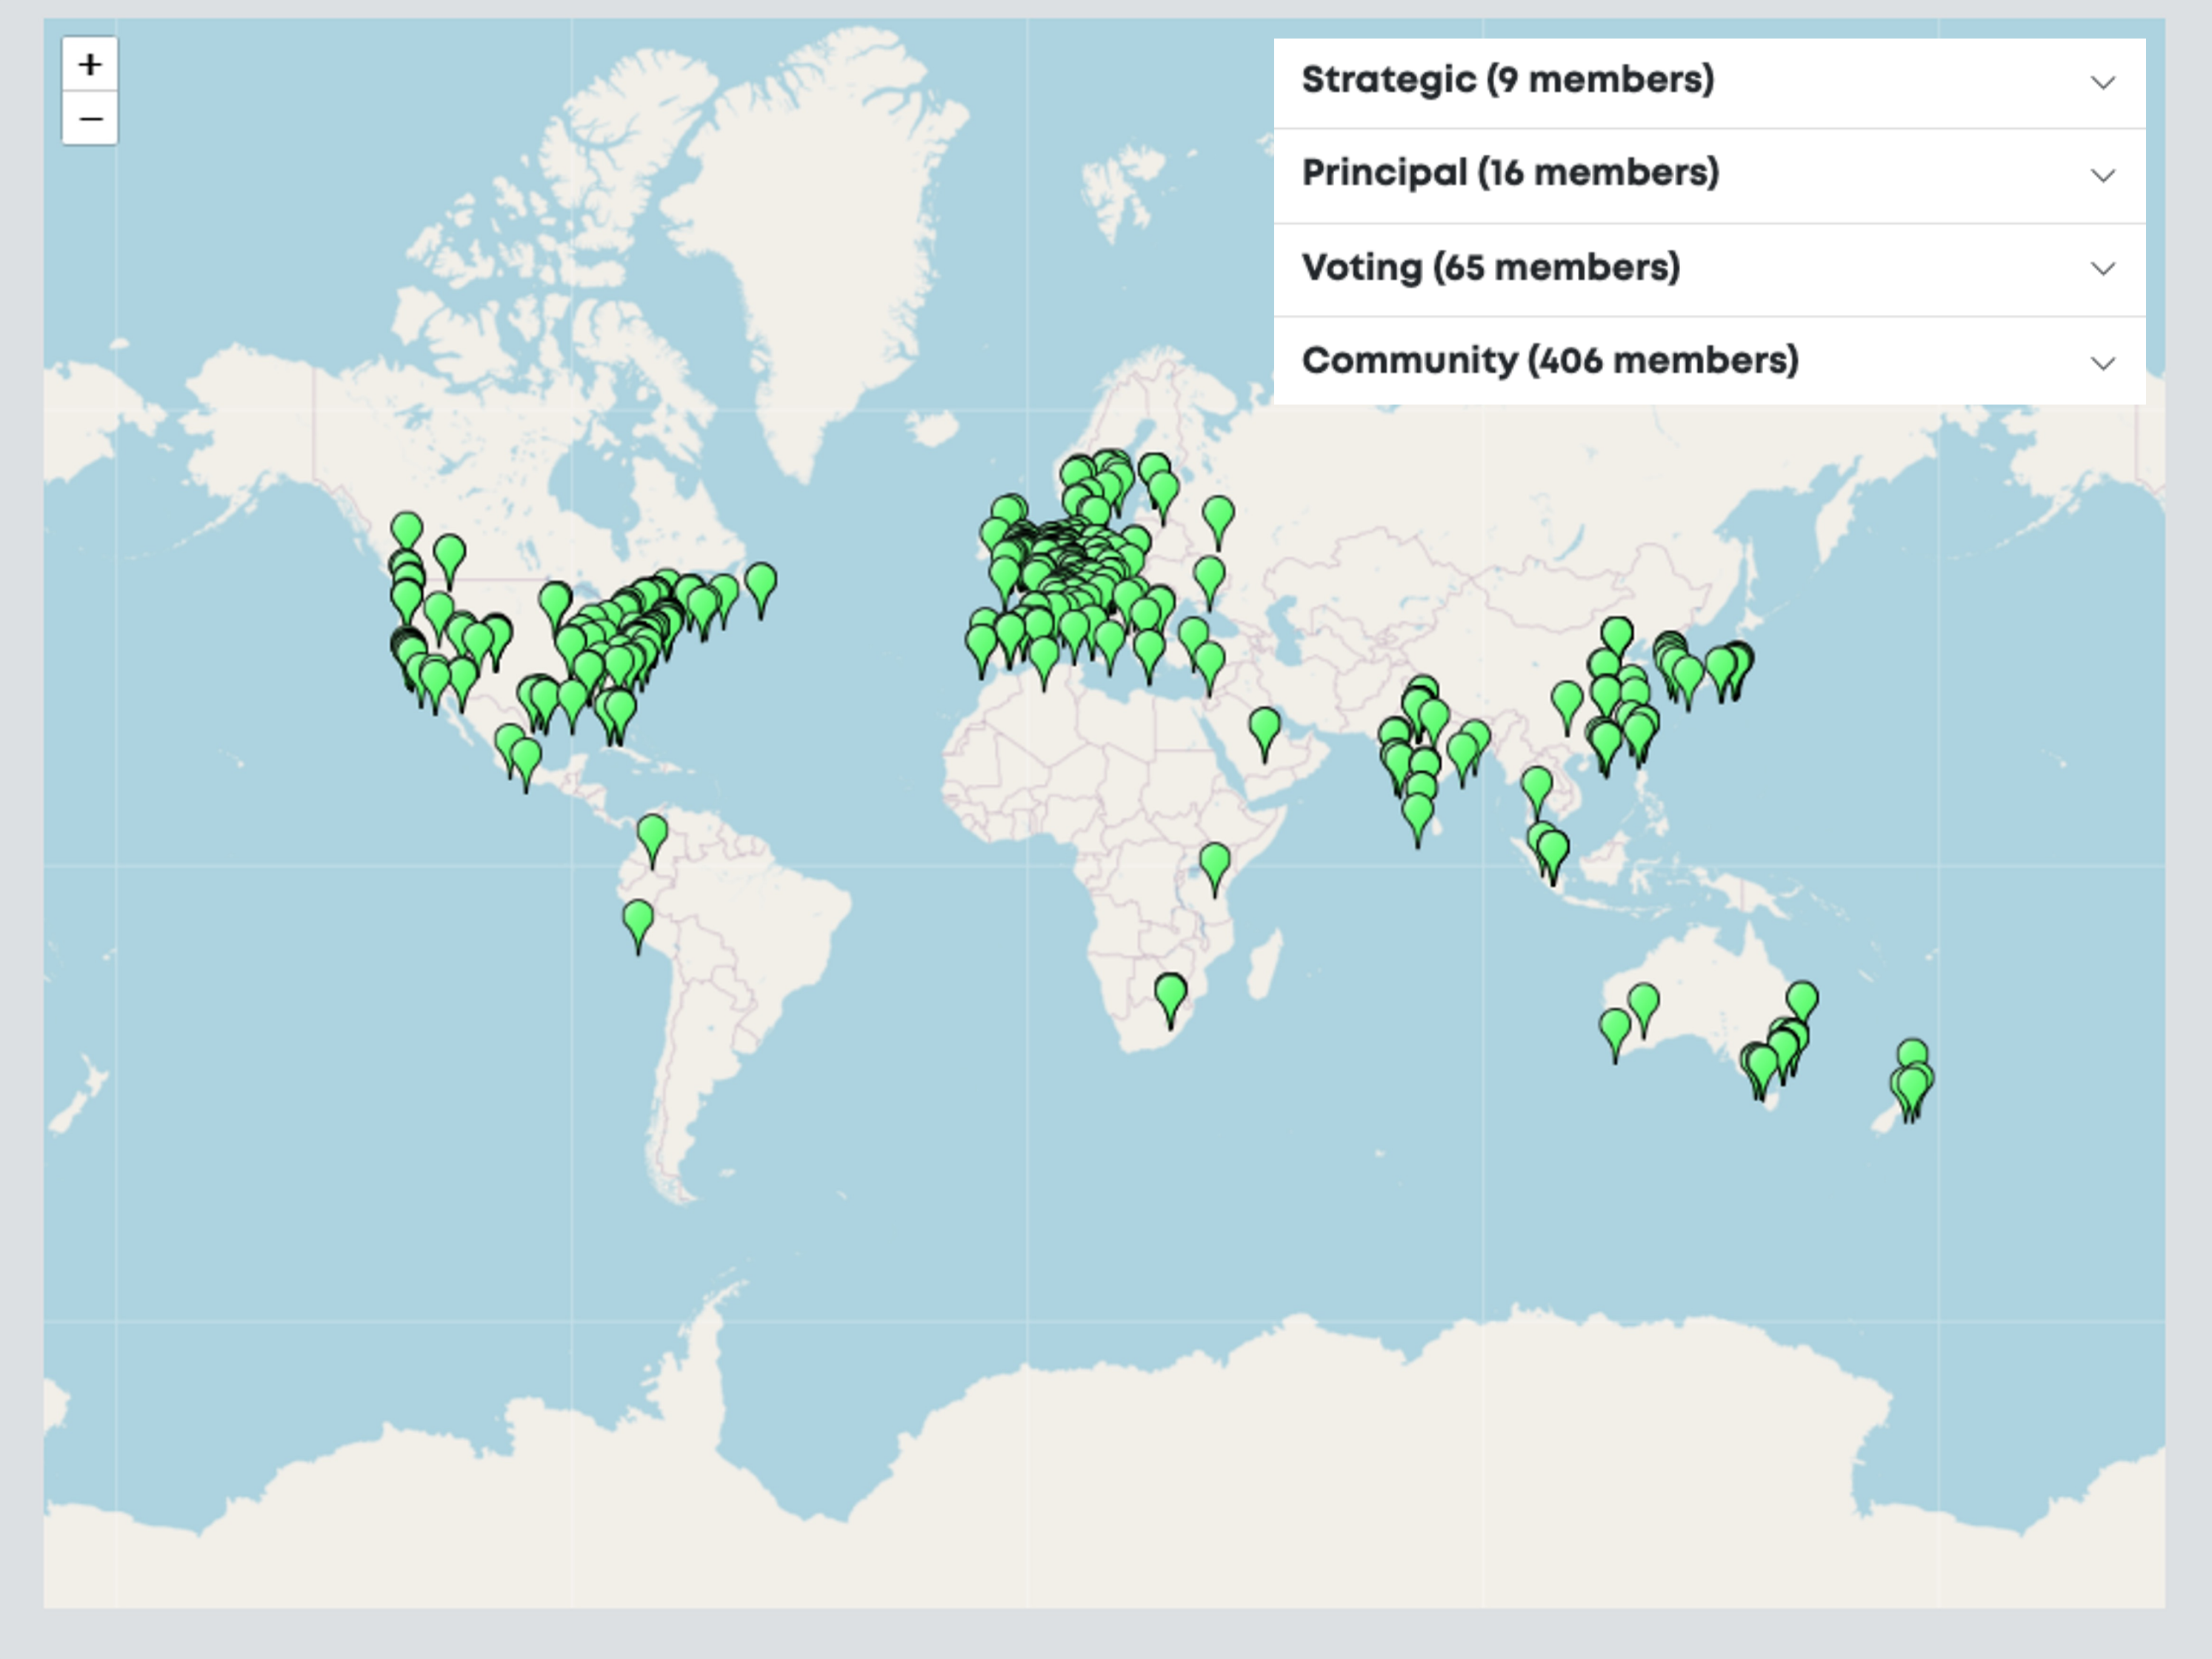 +
−
Strategic (9 members)
Principal (16 members)
Voting (65 members)
Community (406 members)